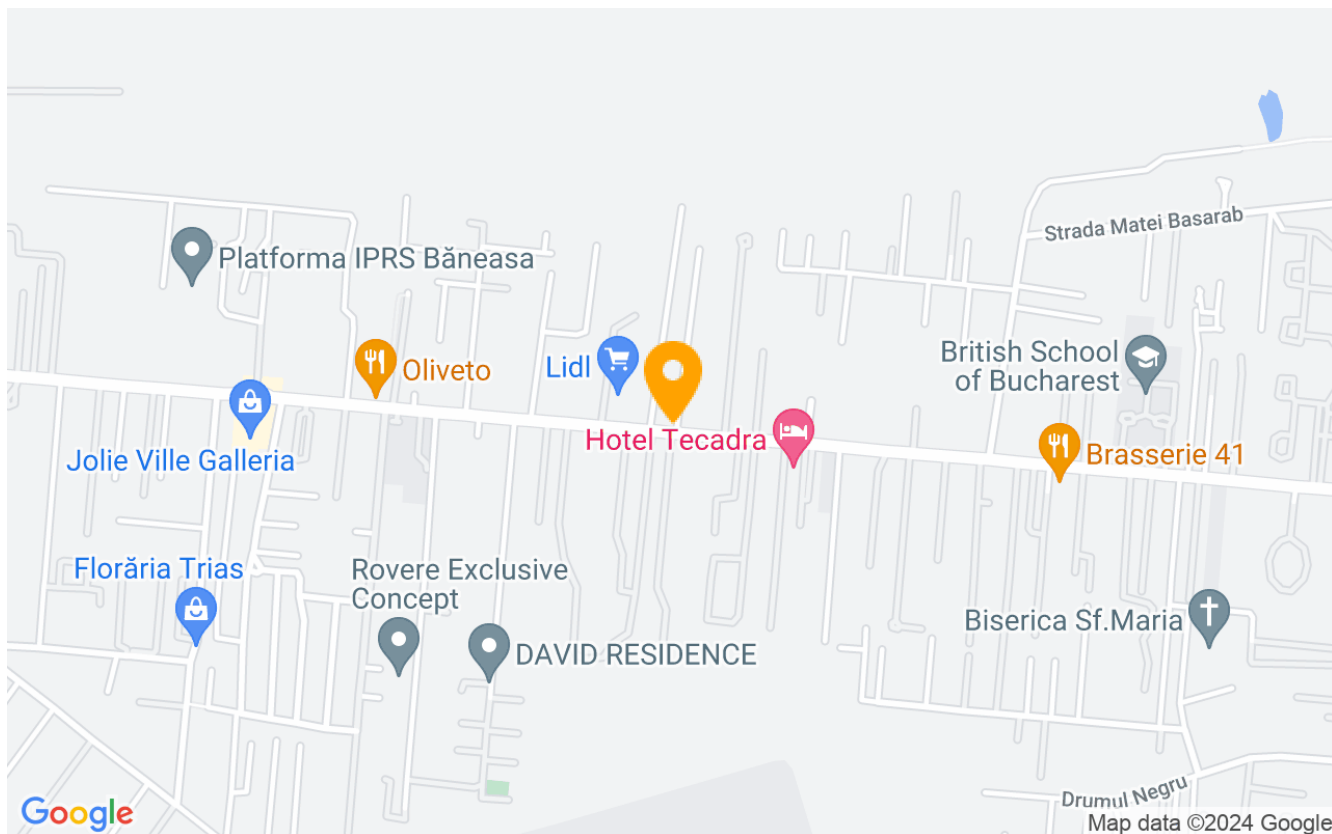 Strada Matei Basarab
Platforma IPRS Băneasa
Oliveto
Lidl
British School
of Bucharest
Jolie Ville Galleria
Hotel Tecadra
Brasserie 41
Florăria Trias
Rovere Exclusive
Concept
DAVID RESIDENCE
Biserica Sf.Maria
Drumul Negru
Google
Map data ©2024 Google